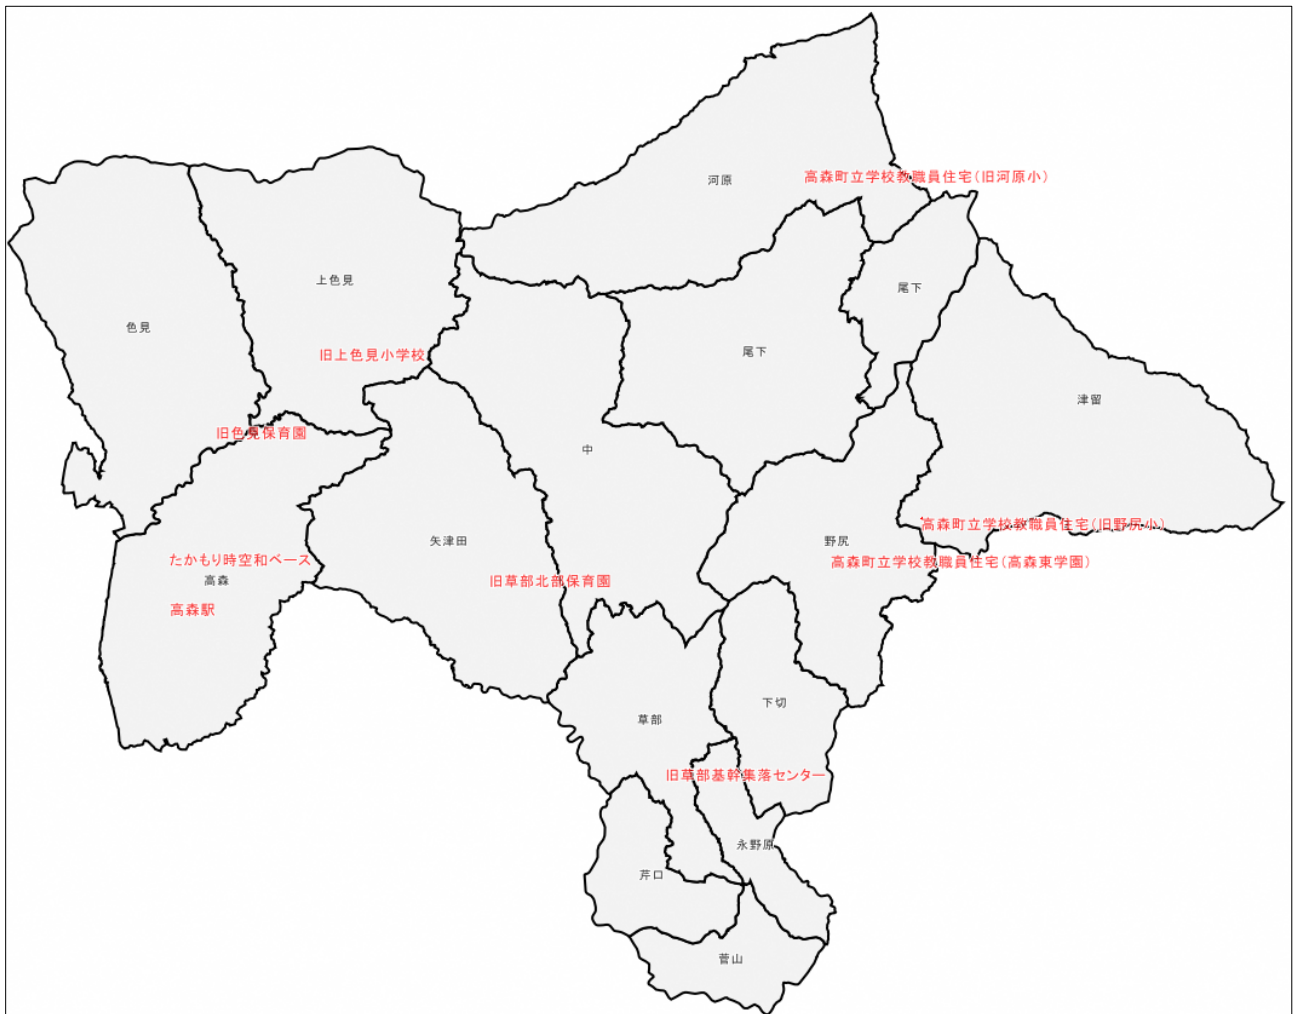 河原
高森町立学校教職員住宅(旧河原小)
上色見
尾下
色見
旧上色見小学校
尾下
津留
旧色見保育園
中
高森町立学校教職員住宅(旧野尻小)
矢津田
野尻
たかもり時空和ベース
高森町立学校教職員住宅(高森東学園)
高森
旧草部北部保育園
高森駅
下切
草部
旧草部基幹集落センター
永野原
芹口
菅山